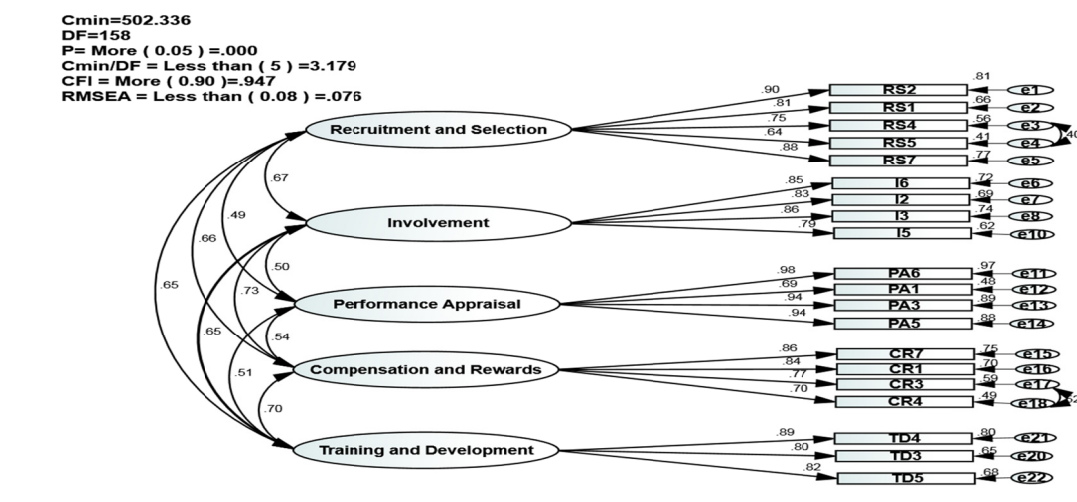 Cmin=502.336
DF=158
P= More ( 0.05 ) =.000
Cmin/DF = Less than ( 5 ) =3.179
CFI = More ( 0.90 )=.947
RMSEA = Less than ( 0.08 ) =.076
Recruitment and Selection
.90 RS2 .81 e1
.81 RS1 .66 e2
.75 RS4 .56 e3
.64 RS5 .41 e4
.88 RS7 .77 e5
.67
.49
.66
.65
Involvement
.85 I6 .72 e6
.83 I2 .69 e7
.86 I3 .74 e8
.79 I5 .62 e10
.50
.73
.65
Performance Appraisal
.98 PA6 .97 e11
.69 PA1 .48 e12
.94 PA3 .89 e13
.94 PA5 .88 e14
.54
.51
Compensation and Rewards
.86 CR7 .75 e15
.84 CR1 .70 e16
.77 CR3 .59 e17
.70 CR4 .49 e18
.70
Training and Development
.89 TD4 .80 e21
.80 TD3 .65 e20
.82 TD5 .68 e22